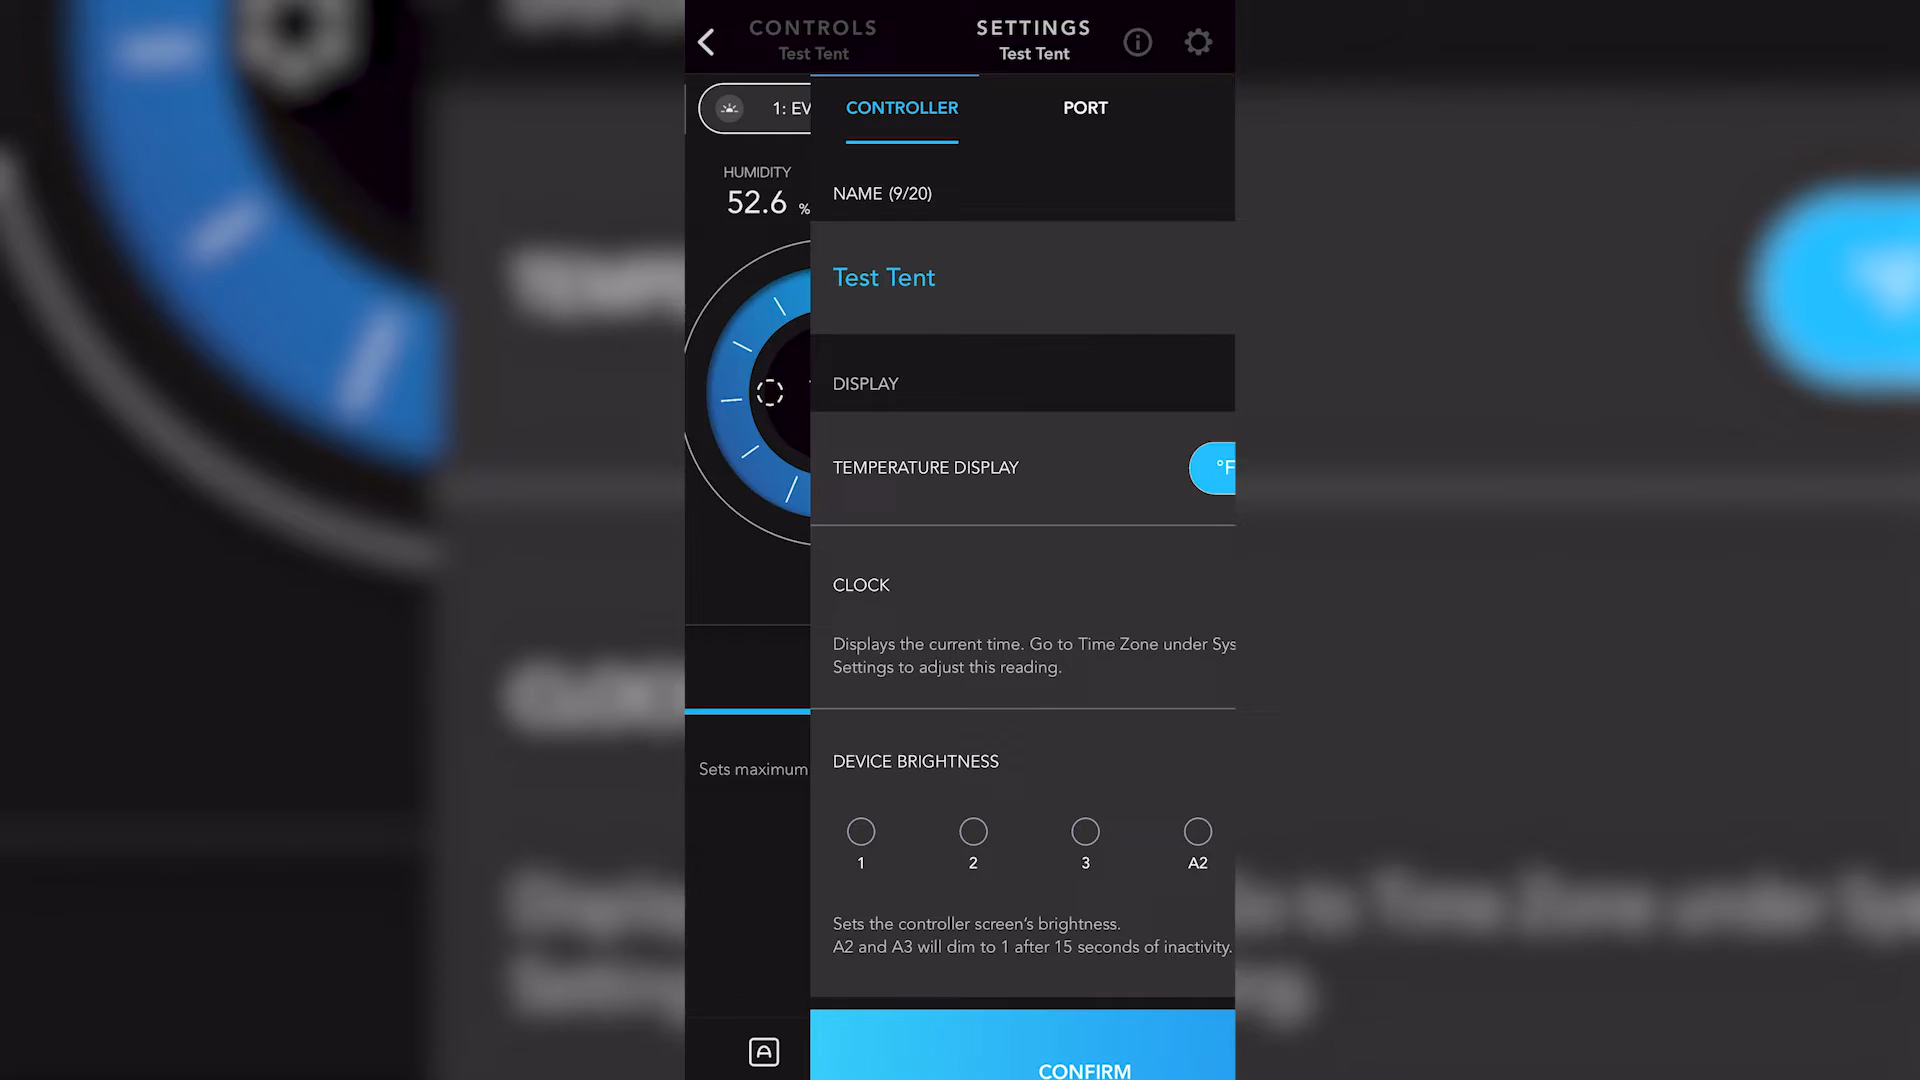 CONTROLS
Test Tent
SETTINGS
Test Tent
1: EV
CONTROLLER
PORT
HUMIDITY
52.6 %
NAME (9/20)
Test Tent
DISPLAY
TEMPERATURE DISPLAY
°F
CLOCK
Displays the current time. Go to Time Zone under Sys
Settings to adjust this reading.
Sets maximum
DEVICE BRIGHTNESS
1
2
3
A2
Sets the controller screen's brightness.
A2 and A3 will dim to 1 after 15 seconds of inactivity.
A
CONFIRM